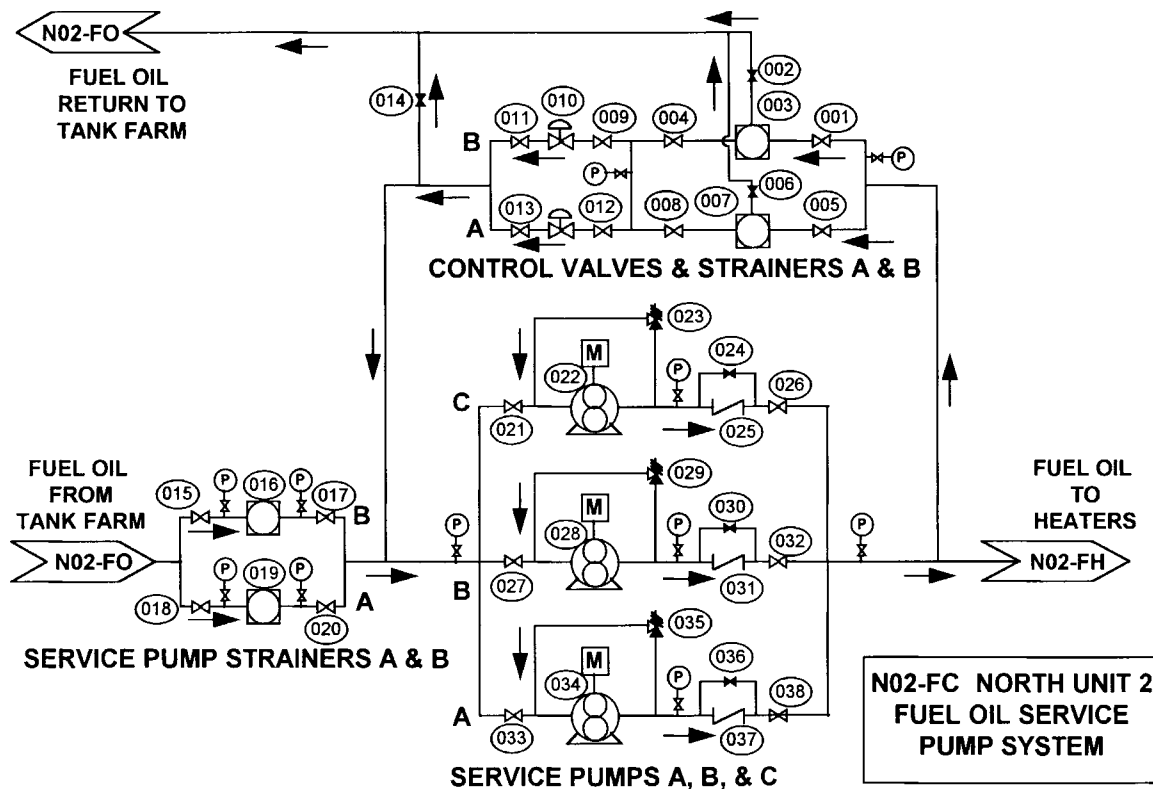 N02-FO
FUEL OIL
RETURN TO
TANK FARM
014
011
010
009
004
002
003
001
B
P
P
006
013
012
008
007
005
A
CONTROL VALVES & STRAINERS A & B
023
M
022
P
024
026
C
021
025
FUEL OIL
FROM
TANK FARM
N02-FO
015
P
016
P
017
B
018
P
019
P
A
020
SERVICE PUMP STRAINERS A & B
P
029
M
028
P
030
032
B
027
031
P
FUEL OIL
TO
HEATERS
N02-FH
035
M
034
P
036
038
A
033
037
SERVICE PUMPS A, B, & C
N02-FC NORTH UNIT 2
FUEL OIL SERVICE
PUMP SYSTEM